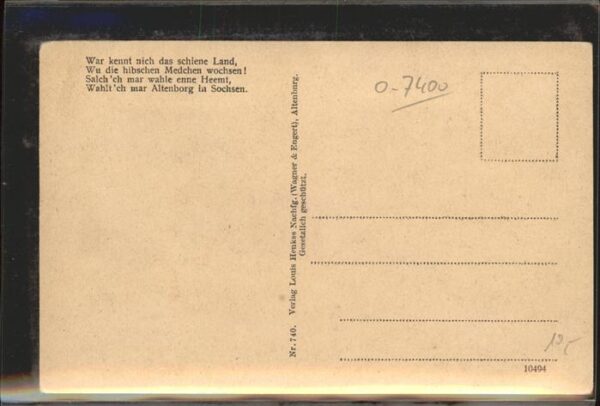 War kennt nich das schiene Land,
Wu die hibschen Medchen wochsen!
Salch'ch mar wahle enne Heemt,
Wahlt'ch mar Altenborg in Sochsen.
0-7400
Nr. 740. Verlag Louis Henkes Nachflg. (Wagner & Engert), Altenburg.
Gesetzlich geschützt.
10494